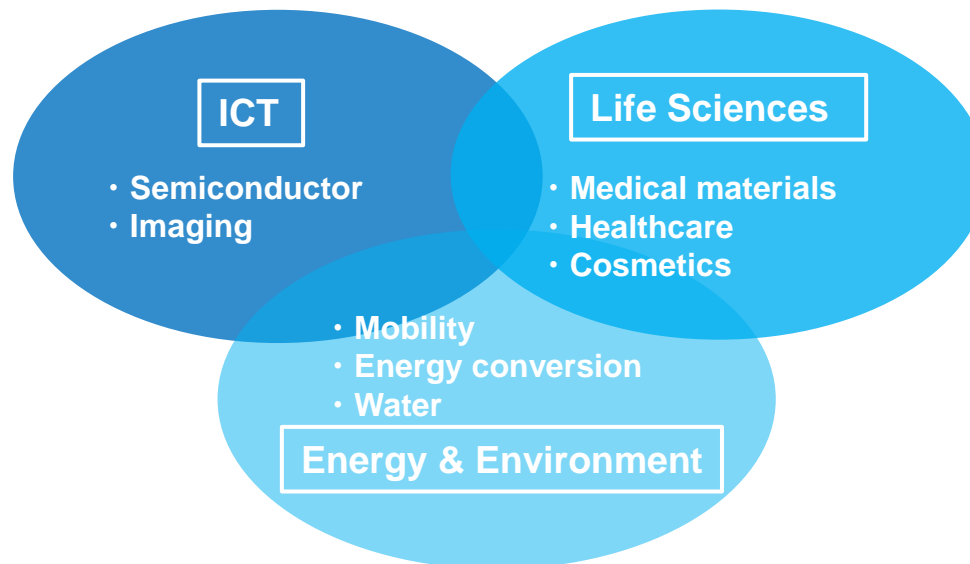 ICT
・Semiconductor
・Imaging
Life Sciences
・Medical materials
・Healthcare
・Cosmetics
・Mobility
・Energy conversion
・Water
Energy & Environment